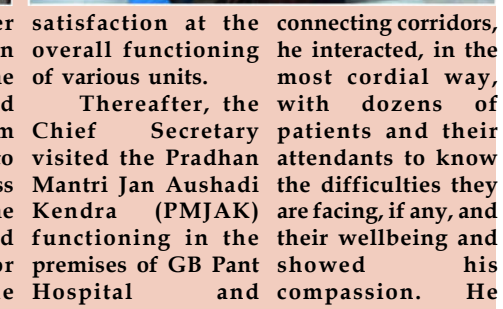 satisfaction at the
overall functioning
of various units.
Thereafter, the
Chief Secretary
visited the Pradhan
Mantri Jan Aushadi
Kendra (PMJAK)
functioning in the
premises of GB Pant
Hospital and
connecting corridors,
he interacted, in the
most cordial way,
with dozens of
patients and their
attendants to know
the difficulties they
are facing, if any, and
their wellbeing and
showed his
compassion. He